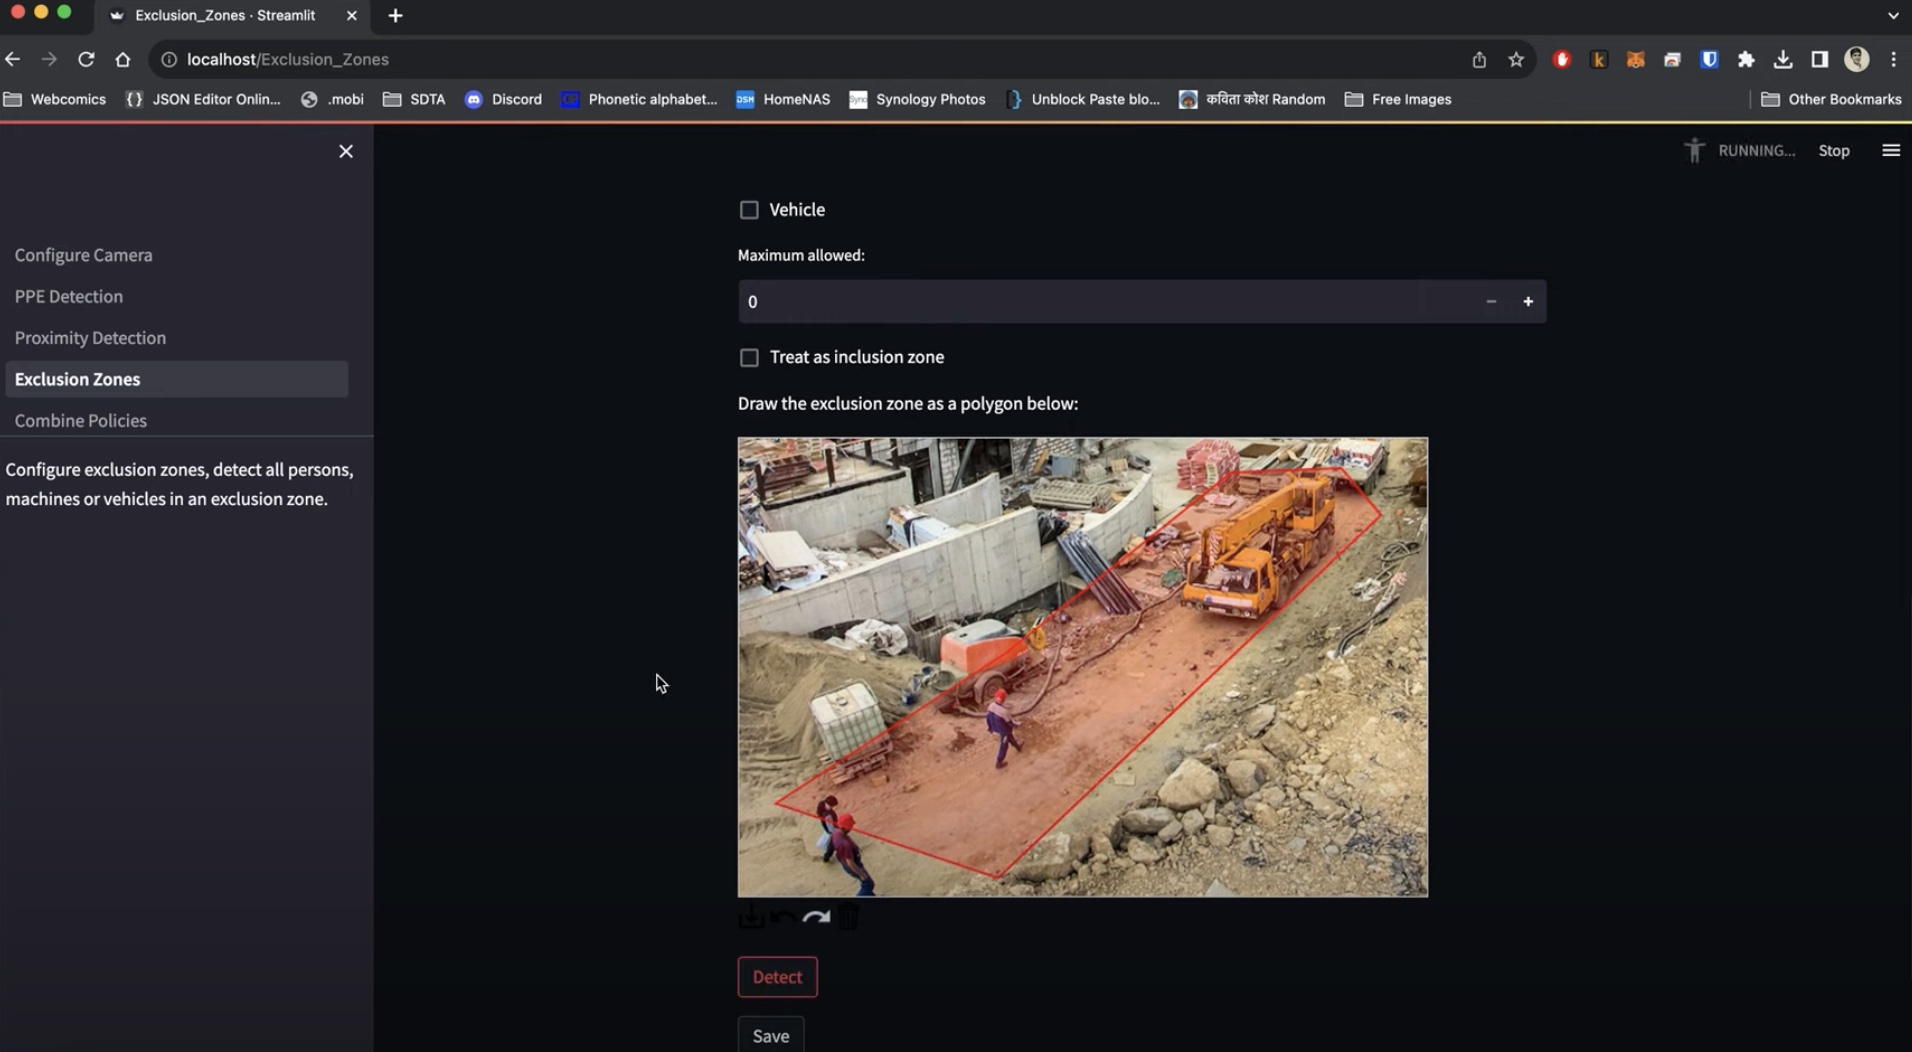 Exclusion_Zones · Streamlit
localhost/Exclusion_Zones
Webcomics
JSON Editor Onlin...
.mobi
SDTA
Discord
Phonetic alphabet...
DSM
HomeNAS
Syno
Synology Photos
Unblock Paste blo...
कविता कोश Random
Free Images
Other Bookmarks
RUNNING...
Stop
Configure Camera
PPE Detection
Proximity Detection
Exclusion Zones
Combine Policies
Configure exclusion zones, detect all persons,
machines or vehicles in an exclusion zone.
Vehicle
Maximum allowed:
0
Treat as inclusion zone
Draw the exclusion zone as a polygon below:
Detect
Save